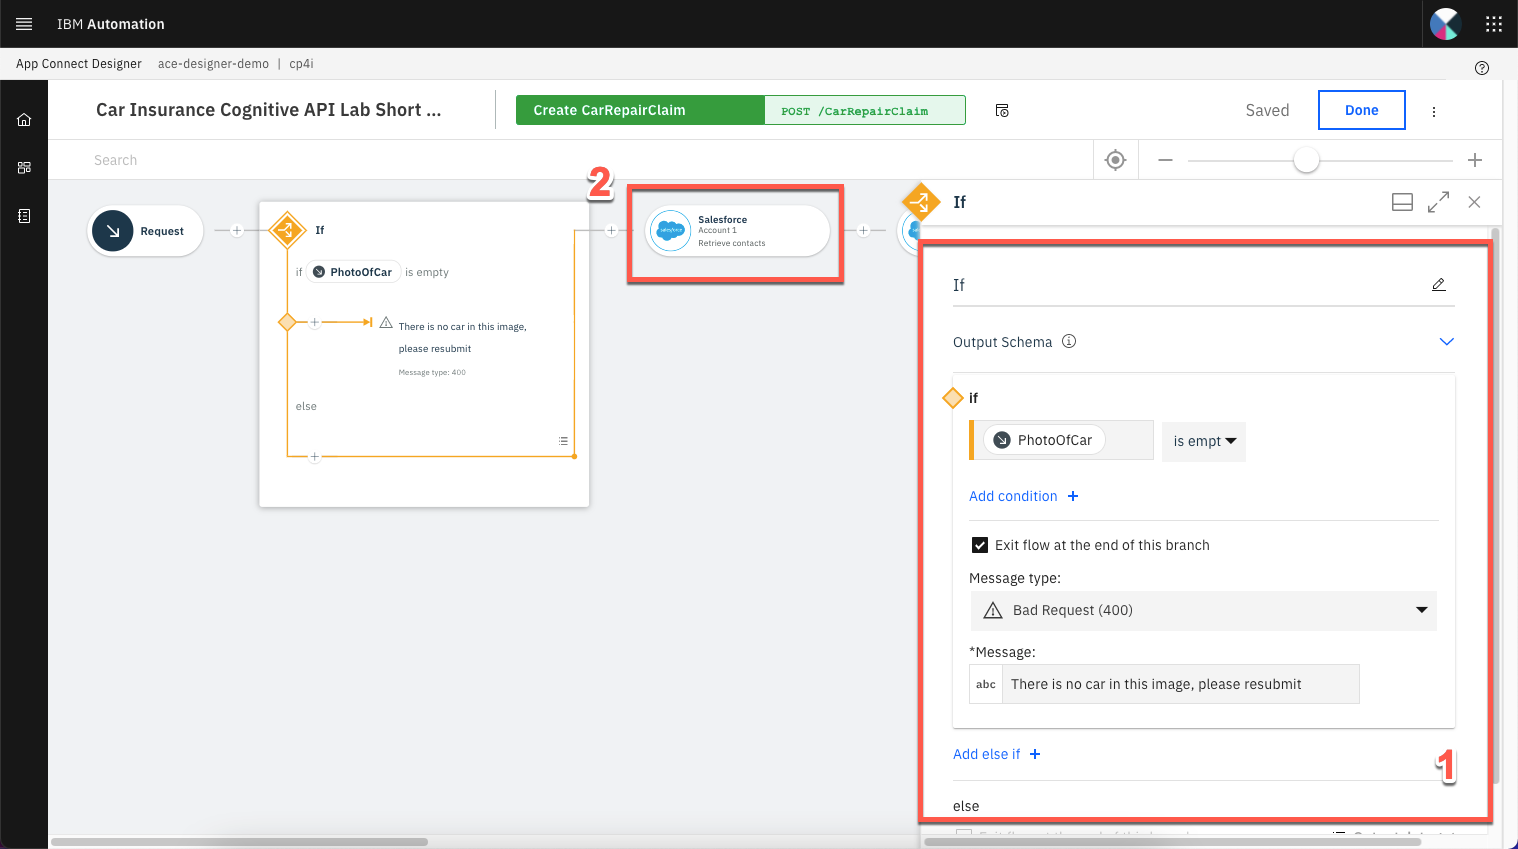 IBM Automation
App Connect Designer ace-designer-demo | cp4i
Car Insurance Cognitive API Lab Short ...
Create CarRepairClaim
POST /CarRepairClaim
Saved
Done
Search
2
Request
If
if PhotoOfCar is empty
There is no car in this image,
please resubmit
Message type: 400
else
salesforce
Salesforce
Account 1
Retrieve contacts
If
If
Output Schema
if
PhotoOfCar
is empt
Add condition +
Exit flow at the end of this branch
Message type:
Bad Request (400)
*Message:
abc There is no car in this image, please resubmit
Add else if +
1
else